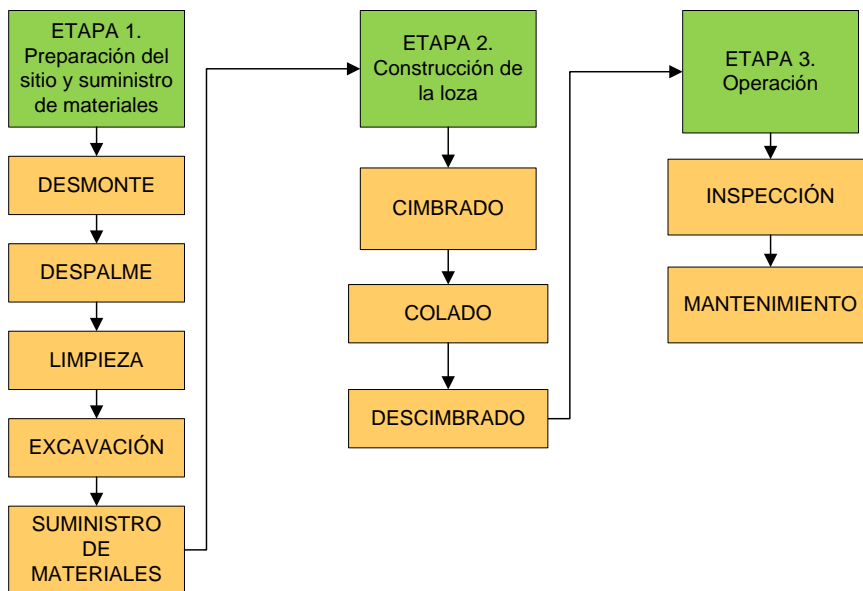 ETAPA 1.
Preparación del
sitio y suministro
de materiales
DESMONTE
DESPALME
LIMPIEZA
EXCAVACIÓN
SUMINISTRO
DE
MATERIALES
ETAPA 2.
Construcción de
la loza
CIMBRADO
COLADO
DESCIMBRADO
ETAPA 3.
Operación
INSPECCIÓN
MANTENIMIENTO